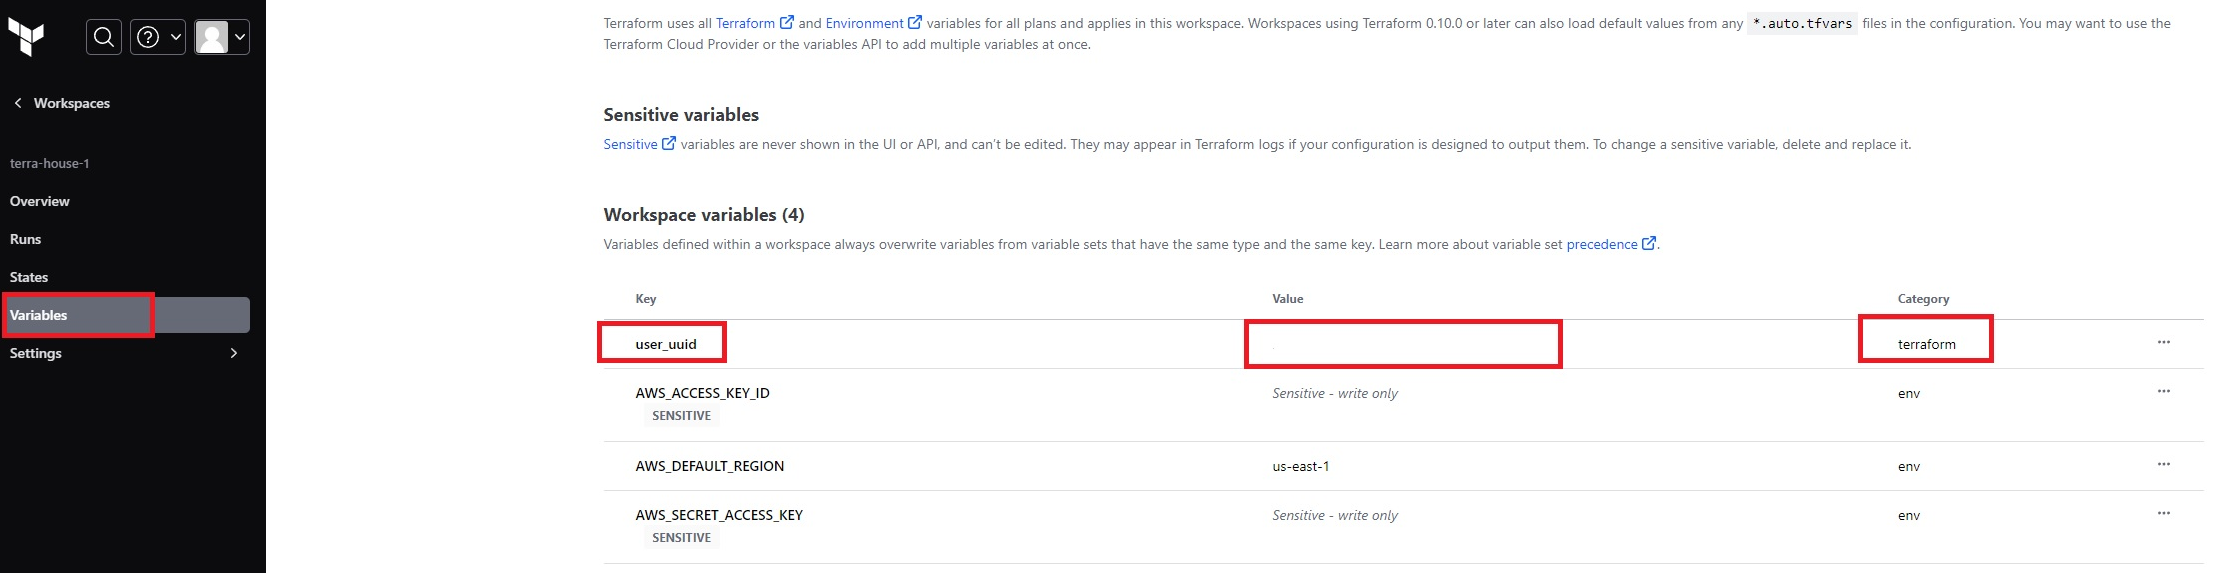 Terraform uses all Terraform and Environment variables for all plans and applies in this workspace. Workspaces using Terraform 0.10.0 or later can also load default values from any *.auto.tfvars files in the configuration. You may want to use the
Terraform Cloud Provider or the variables API to add multiple variables at once.
Workspaces
terra-house-1
Overview
Runs
States
Variables
Settings
Sensitive variables
Sensitive variables are never shown in the UI or API, and can't be edited. They may appear in Terraform logs if your configuration is designed to output them. To change a sensitive variable, delete and replace it.
Workspace variables (4)
Variables defined within a workspace always overwrite variables from variable sets that have the same type and the same key. Learn more about variable set precedence.
Key Value Category
user_uuid terraform
AWS_ACCESS_KEY_ID Sensitive - write only env
SENSITIVE
AWS_DEFAULT_REGION us-east-1 env
AWS_SECRET_ACCESS_KEY Sensitive - write only env
SENSITIVE